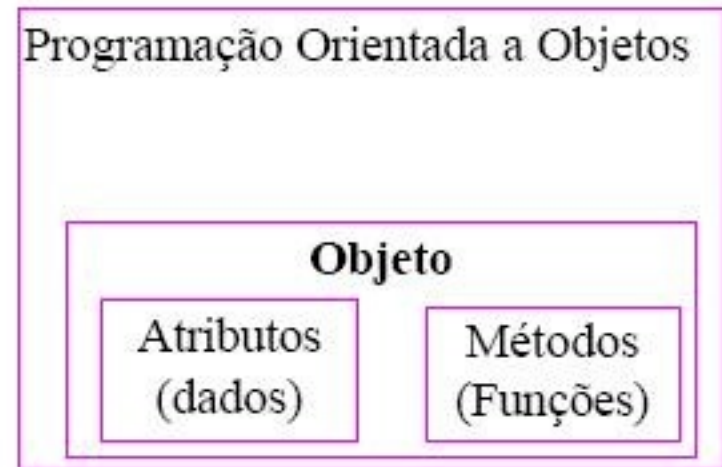 Programação Orientada a Objetos
Objeto
Atributos
(dados)
Métodos
(Funções)